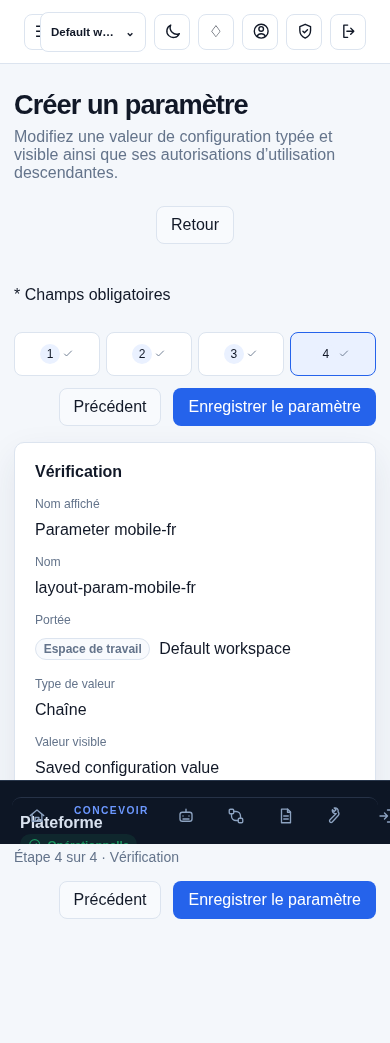 Default w…
Créer un paramètre
Modifiez une valeur de configuration typée et
visible ainsi que ses autorisations d’utilisation
descendantes.
Retour
* Champs obligatoires
1 2 3 4
Précédent Enregistrer le paramètre
Vérification
Nom affiché
Parameter mobile-fr
Nom
layout-param-mobile-fr
Portée
Espace de travail Default workspace
Type de valeur
Chaîne
Valeur visible
Saved configuration value
CONCEVOIR
Plateforme
Opérationnelle
Étape 4 sur 4 · Vérification
Précédent Enregistrer le paramètre